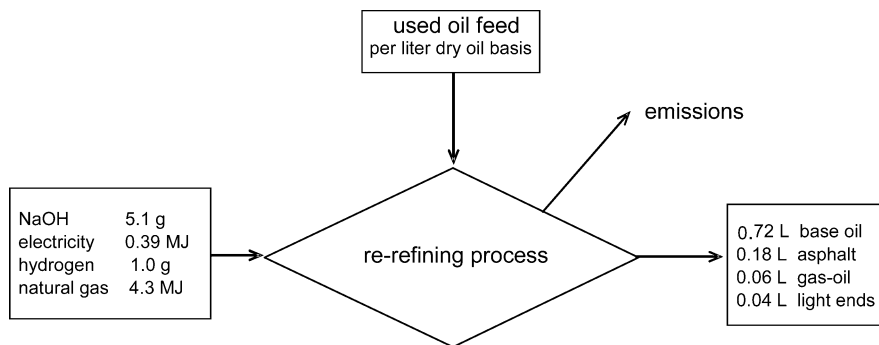 used oil feed
per liter dry oil basis
emissions
NaOH 5.1 g
electricity 0.39 MJ
hydrogen 1.0 g
natural gas 4.3 MJ
re-refining process
0.72 L base oil
0.18 L asphalt
0.06 L gas-oil
0.04 L light ends